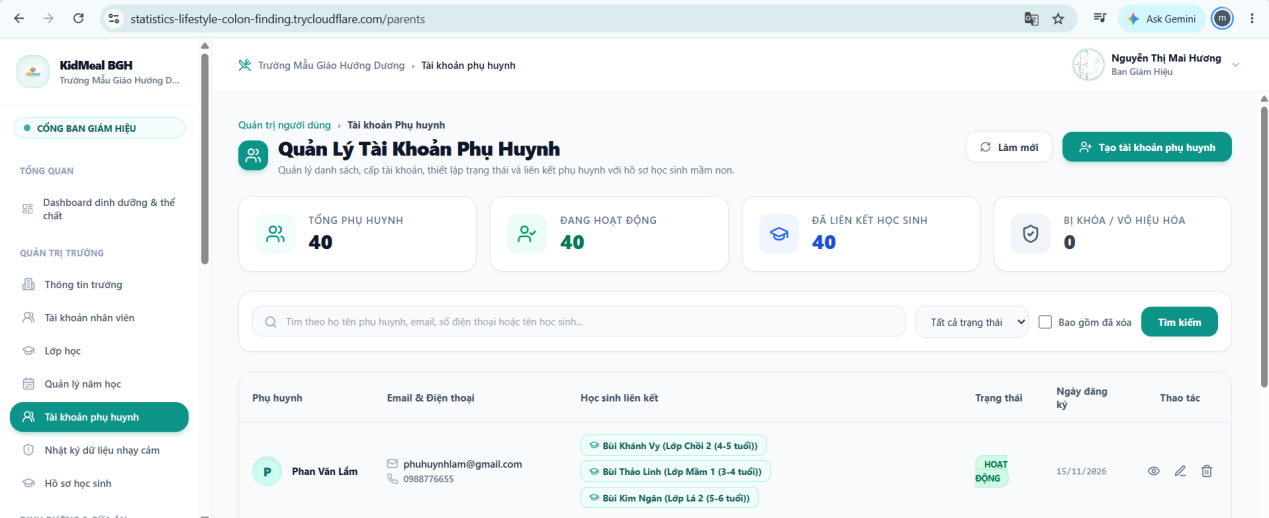 statistics-lifestyle-colon-finding.trycloudflare.com/parents
Ask Gemini
m
KidMeal BGH
Trường Mẫu Giáo Hướng D...
CỔNG BAN GIÁM HIỆU
TỔNG QUAN
Dashboard dinh dưỡng & thể
chất
QUẢN TRỊ TRƯỜNG
Thông tin trường
Tài khoản nhân viên
Lớp học
Quản lý năm học
Tài khoản phụ huynh
Nhật ký dữ liệu nhạy cảm
Hồ sơ học sinh
Trường Mẫu Giáo Hướng Dương › Tài khoản phụ huynh
Nguyễn Thị Mai Hương
Ban Giám Hiệu
Quản trị người dùng › Tài khoản Phụ huynh
Quản Lý Tài Khoản Phụ Huynh
Quản lý danh sách, cấp tài khoản, thiết lập trạng thái và liên kết phụ huynh với hồ sơ học sinh mầm non.
Làm mới
Tạo tài khoản phụ huynh
TỔNG PHỤ HUYNH
40
ĐANG HOẠT ĐỘNG
40
ĐÃ LIÊN KẾT HỌC SINH
40
BỊ KHÓA / VÔ HIỆU HÓA
0
Tìm theo họ tên phụ huynh, email, số điện thoại hoặc tên học sinh...
Tất cả trạng thái
Bao gồm đã xóa
Tìm kiếm
Phụ huynh
Email & Điện thoại
Học sinh liên kết
Trạng thái
Ngày đăng
ký
Thao tác
P
Phan Văn Lắm
phuhuynhlam@gmail.com
0988776655
Bùi Khánh Vy (Lớp Chồi 2 (4-5 tuổi))
Bùi Thảo Linh (Lớp Mầm 1 (3-4 tuổi))
Bùi Kim Ngân (Lớp Lá 2 (5-6 tuổi))
HOẠT
ĐỘNG
15/11/2026